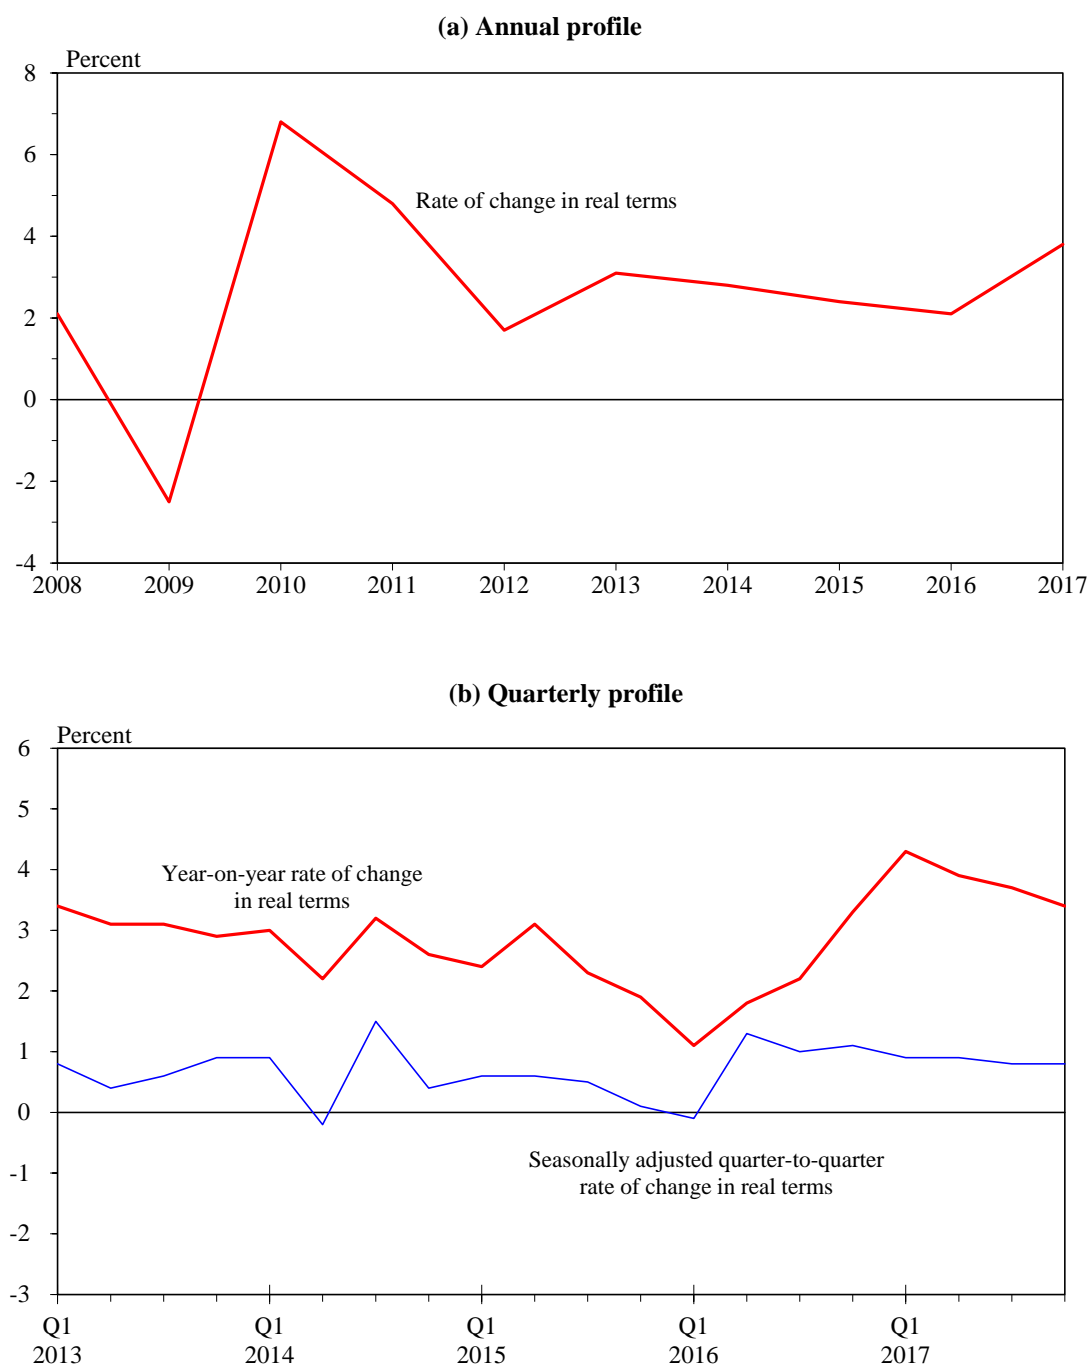 (a) Annual profile
Percent
8
6
4
2
0
-2
-4
Rate of change in real terms
2008 2009 2010 2011 2012 2013 2014 2015 2016 2017
(b) Quarterly profile
Percent
6
5
4
3
2
1
0
-1
-2
-3
Year-on-year rate of change
in real terms
Seasonally adjusted quarter-to-quarter
rate of change in real terms
Q1 Q1 Q1 Q1 Q1
2013 2014 2015 2016 2017